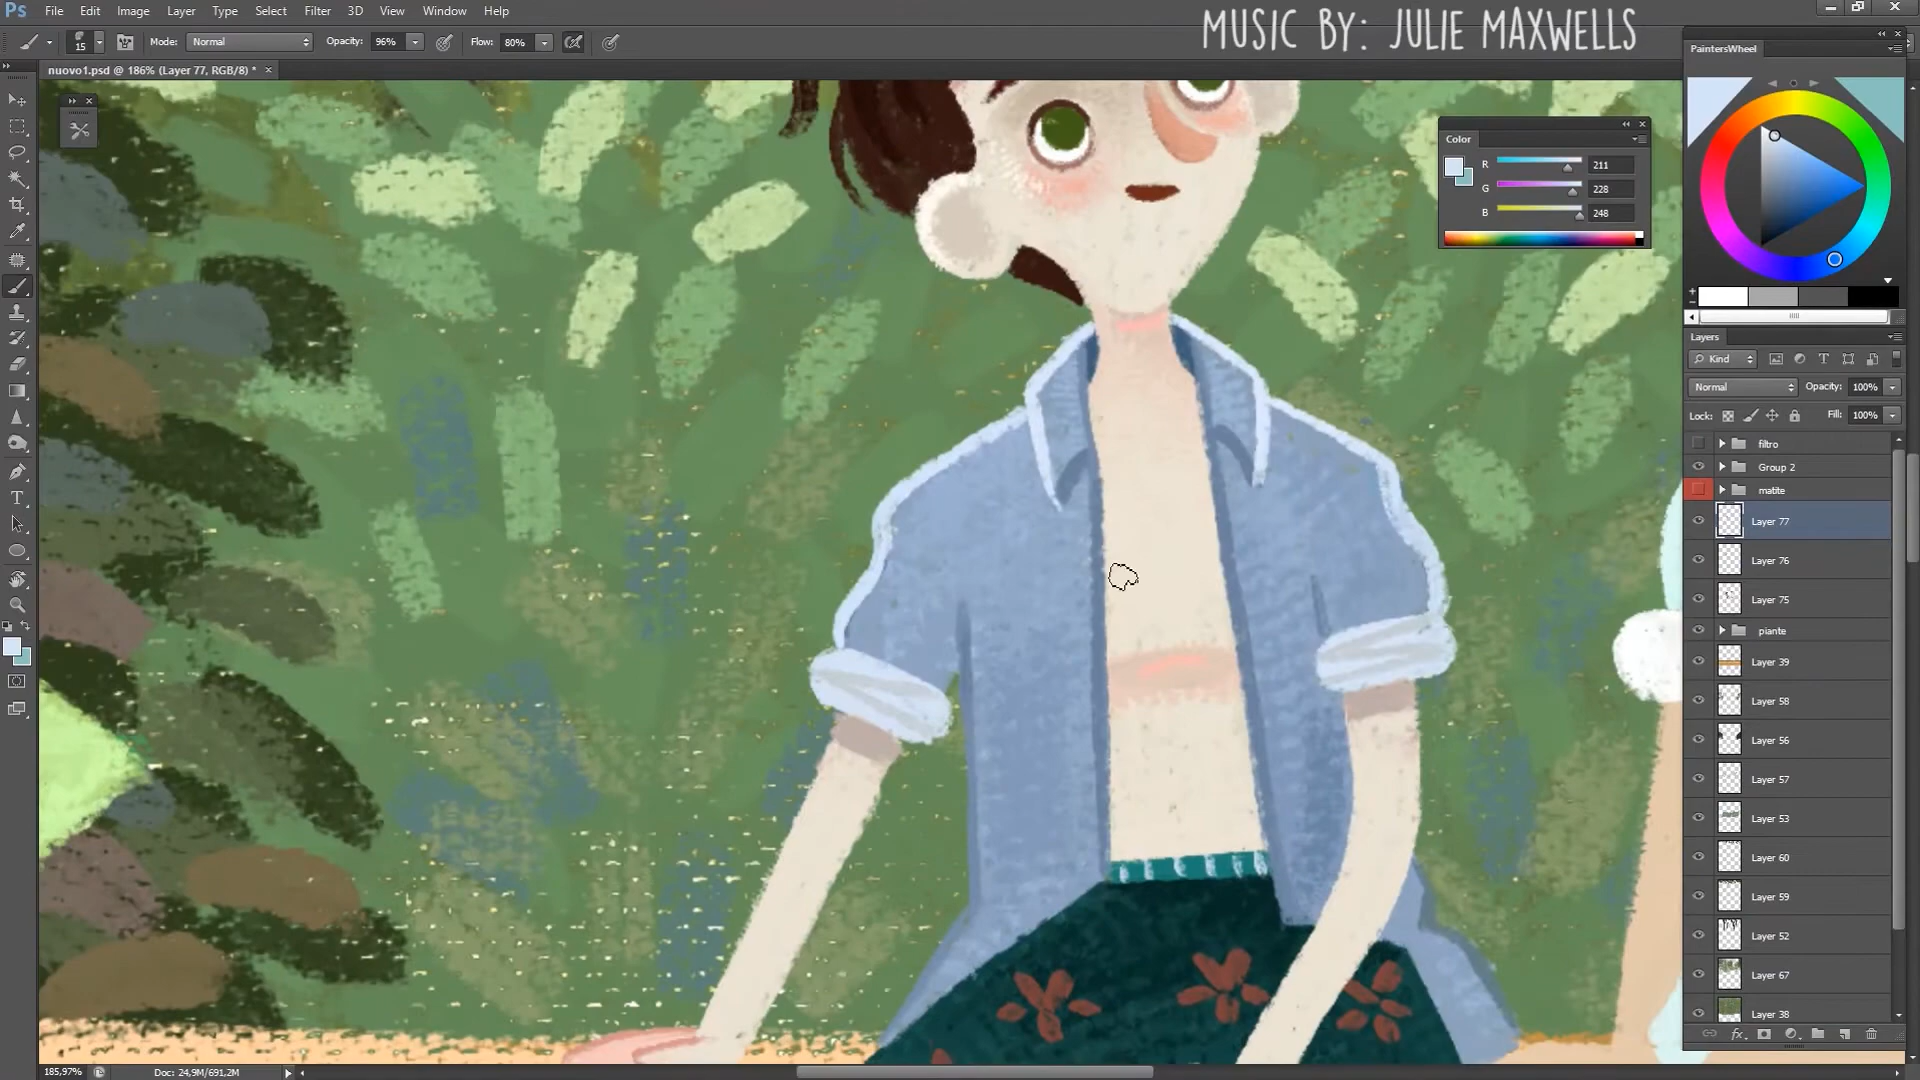 Ps File Edit Image Layer Type Select Filter 3D View Window Help
MUSIC BY: JULIE MAXWELLS
15 Mode: Normal Opacity: 96% Flow: 80%
nuovo1.psd @ 186% (Layer 77, RGB/8) *
PaintersWheel
Color
R 211
G 228
B 248
Layers
Kind
Normal Opacity: 100%
Lock: Fill: 100%
filtro
Group 2
matite
Layer 77
Layer 76
Layer 75
piante
Layer 39
Layer 58
Layer 56
Layer 57
Layer 53
Layer 60
Layer 59
Layer 52
Layer 67
Layer 38
185,97% Doc: 24,9M/691,2M